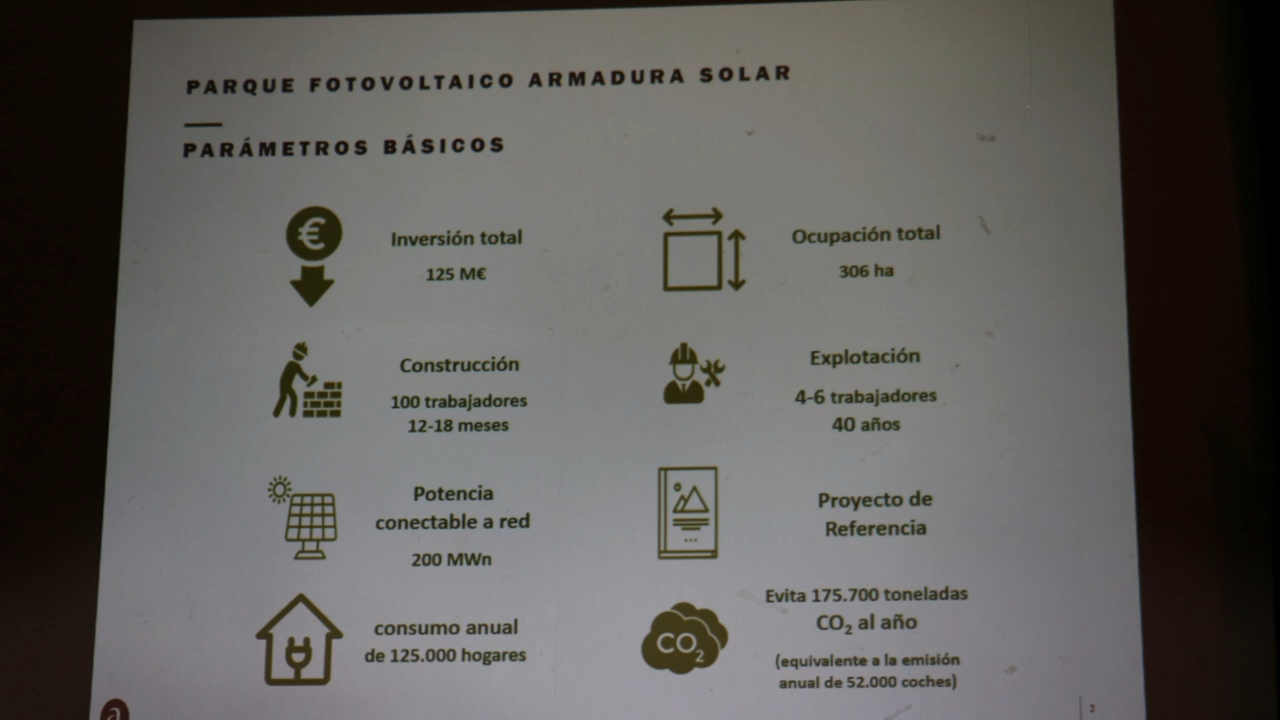 PARQUE FOTOVOLTAICO ARMADURA SOLAR
PARÁMETROS BÁSICOS
€
Inversión total
125 M€
Ocupación total
306 ha
Construcción
100 trabajadores
12-18 meses
Explotación
4-6 trabajadores
40 años
Potencia
conectable a red
200 MWn
Proyecto de
Referencia
consumo anual
de 125.000 hogares
CO₂
Evita 175.700 toneladas
CO₂ al año
(equivalente a la emisión
anual de 52.000 coches)
a
2